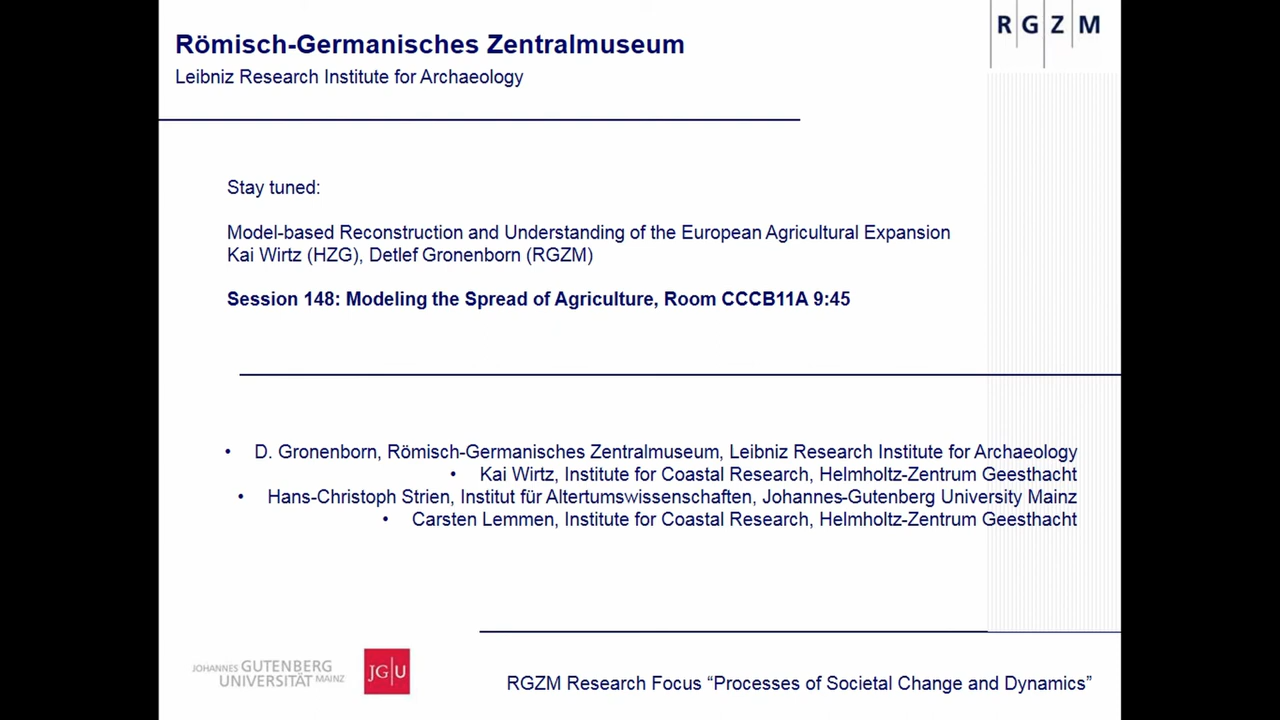 Römisch-Germanisches Zentralmuseum
Leibniz Research Institute for Archaeology
R G Z M
Stay tuned:
Model-based Reconstruction and Understanding of the European Agricultural Expansion
Kai Wirtz (HZG), Detlef Gronenborn (RGZM)
Session 148: Modeling the Spread of Agriculture, Room CCCB11A 9:45
• D. Gronenborn, Römisch-Germanisches Zentralmuseum, Leibniz Research Institute for Archaeology
• Kai Wirtz, Institute for Coastal Research, Helmholtz-Zentrum Geesthacht
• Hans-Christoph Strien, Institut für Altertumswissenschaften, Johannes-Gutenberg University Mainz
• Carsten Lemmen, Institute for Coastal Research, Helmholtz-Zentrum Geesthacht
JOHANNES GUTENBERG
UNIVERSITÄT MAINZ
JG|U
RGZM Research Focus “Processes of Societal Change and Dynamics”